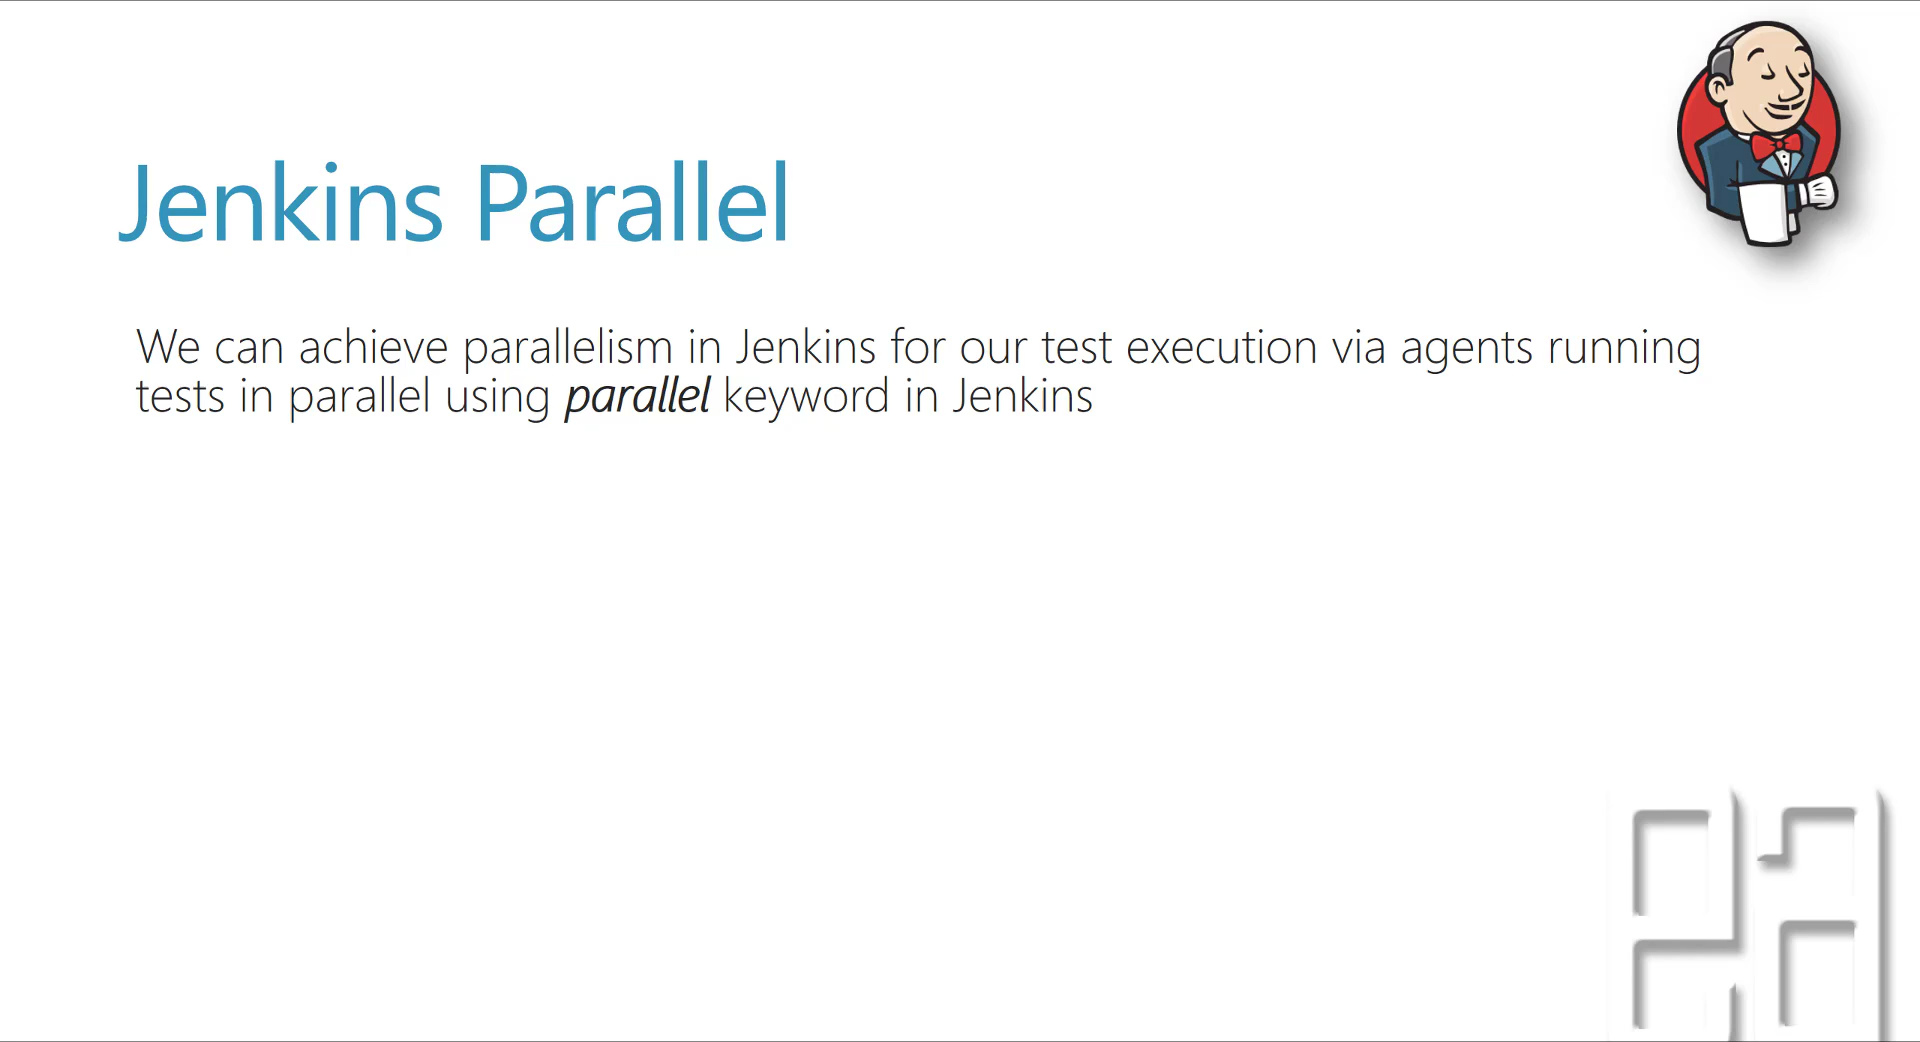 Jenkins Parallel
We can achieve parallelism in Jenkins for our test execution via agents running
tests in parallel using parallel keyword in Jenkins